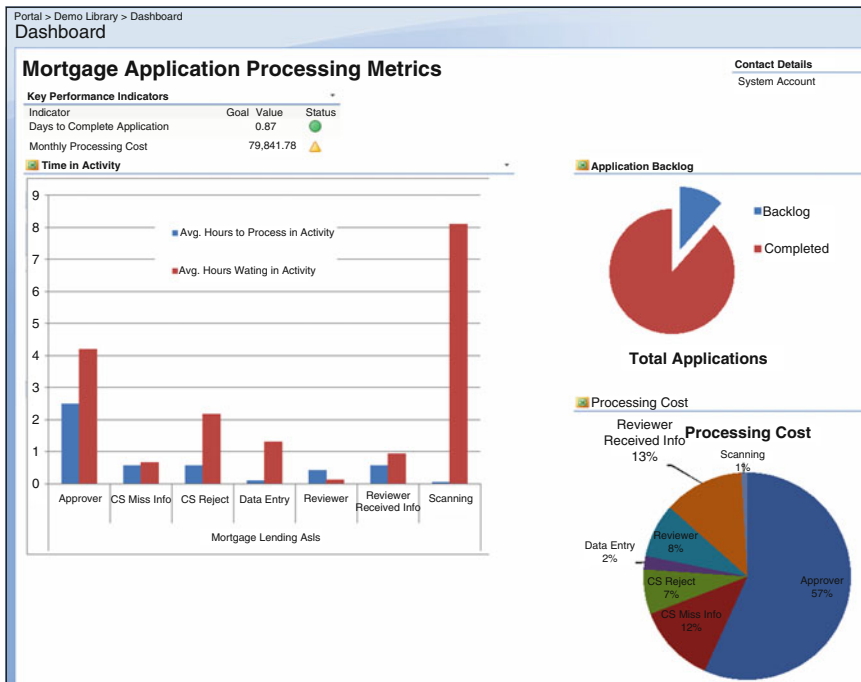 Portal > Demo Library > Dashboard
Dashboard
Mortgage Application Processing Metrics
Contact Details
System Account
Key Performance Indicators
Indicator Goal Value Status
Days to Complete Application 0.87
Monthly Processing Cost 79,841.78
Time in Activity
9
8
7
6
5
4
3
2
1
0
Avg. Hours to Process in Activity
Avg. Hours Wating in Activity
Approver
CS Miss Info
CS Reject
Data Entry
Reviewer
Reviewer
Received Info
Scanning
Mortgage Lending Asls
Application Backlog
Backlog
Completed
Total Applications
Processing Cost
Processing Cost
Reviewer
Received Info
13%
Scanning
1%
Reviewer
8%
Data Entry
2%
CS Reject
7%
CS Miss Info
12%
Approver
57%